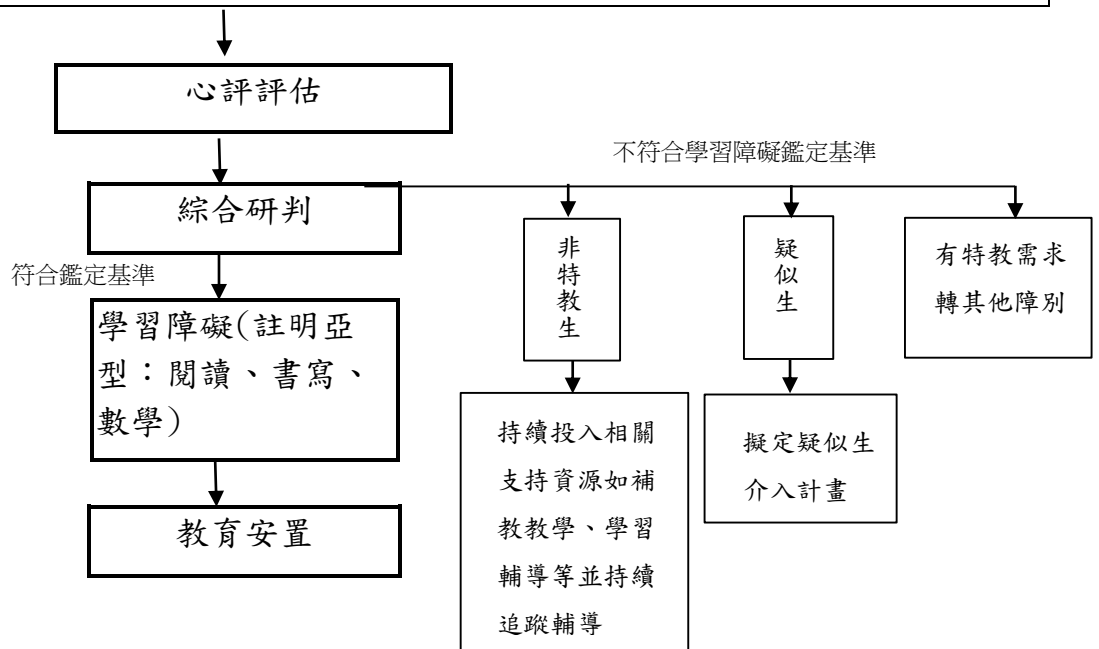 心評評估
不符合學習障礙鑑定基準
綜合研判
符合鑑定基準
學習障礙(註明亞
型：閱讀、書寫、
數學)
教育安置
非
特
教
生
持續投入相關
支持資源如補
教教學、學習
輔導等並持續
追蹤輔導
疑
似
生
擬定疑似生
介入計畫
有特教需求
轉其他障別